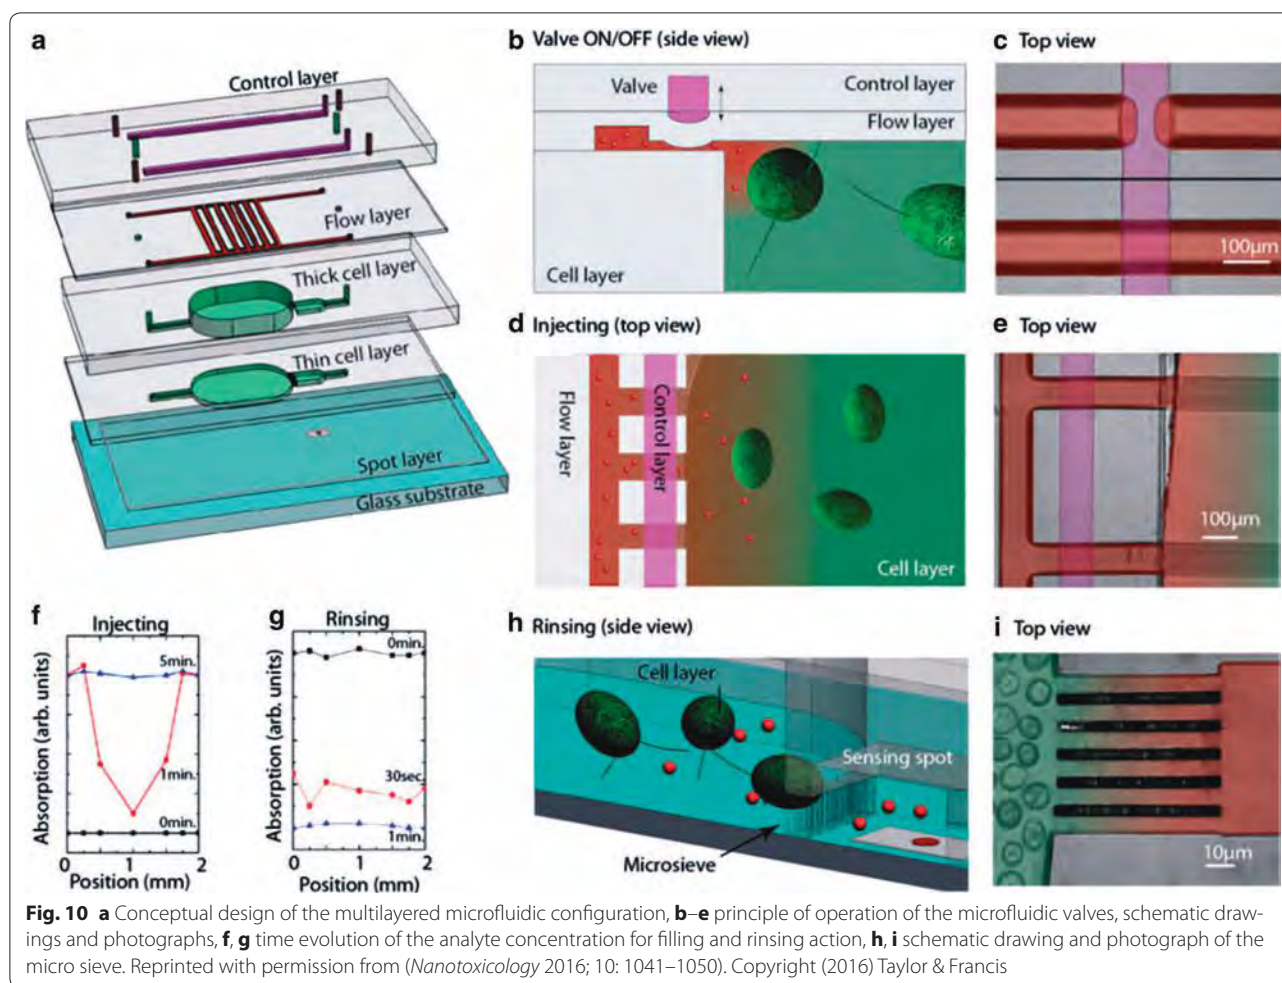 a
Control layer
Flow layer
Thick cell layer
Thin cell layer
Spot layer
Glass substrate
b Valve ON/OFF (side view)
Valve
Control layer
Flow layer
Cell layer
c Top view
100μm
d Injecting (top view)
Flow layer
Control layer
Cell layer
e Top view
100μm
f
Injecting
5min.
1min.
0min.
Absorption (arb. units)
0 1 2
Position (mm)
g
Rinsing
0min.
30sec.
1min.
Absorption (arb. units)
0 1 2
Position (mm)
h Rinsing (side view)
Cell layer
Sensing spot
Microsieve
i Top view
10μm
Fig. 10 a Conceptual design of the multilayered microfluidic configuration, b–e principle of operation of the microfluidic valves, schematic draw-
ings and photographs, f, g time evolution of the analyte concentration for filling and rinsing action, h, i schematic drawing and photograph of the
micro sieve. Reprinted with permission from (Nanotoxicology 2016; 10: 1041–1050). Copyright (2016) Taylor & Francis